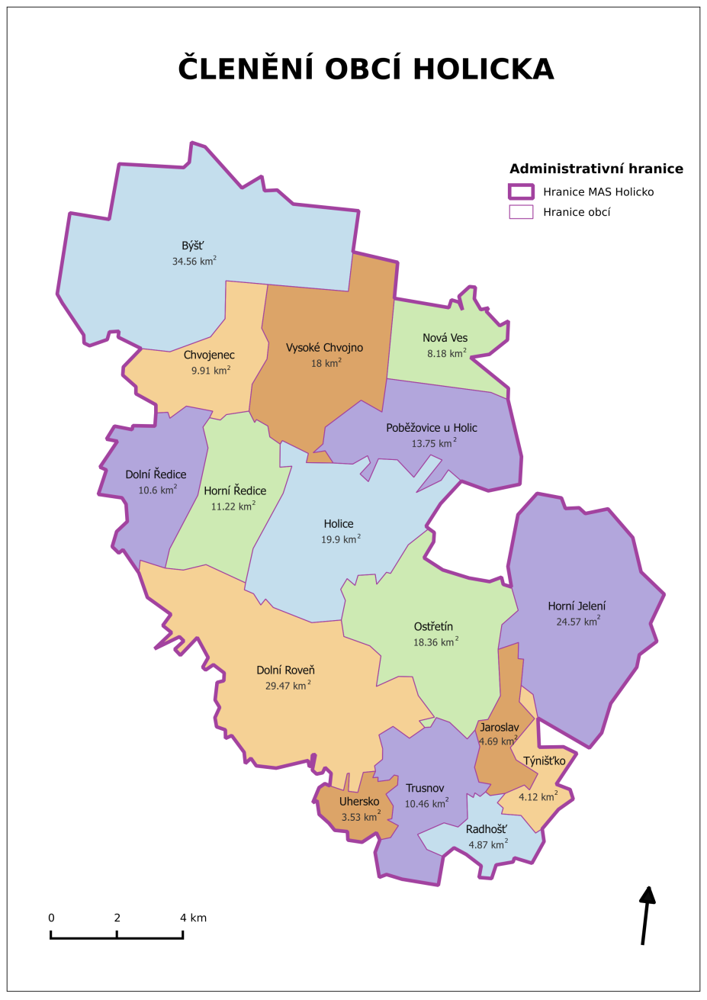 ČLENĚNÍ OBCÍ HOLICKA
Administrativní hranice
Hranice MAS Holicko
Hranice obcí
Býšť
34.56 km²
Nová Ves
8.18 km²
Vysoké Chvojno
18 km²
Chvojenec
9.91 km²
Poběžovice u Holic
13.75 km²
Dolní Ředice
10.6 km²
Horní Ředice
11.22 km²
Holice
19.9 km²
Horní Jelení
24.57 km²
Ostřetín
18.36 km²
Dolní Roveň
29.47 km²
Jaroslav
4.69 km²
Týnišťko
4.12 km²
Trusnov
10.46 km²
Uhersko
3.53 km²
Radhošť
4.87 km²
0 2 4 km